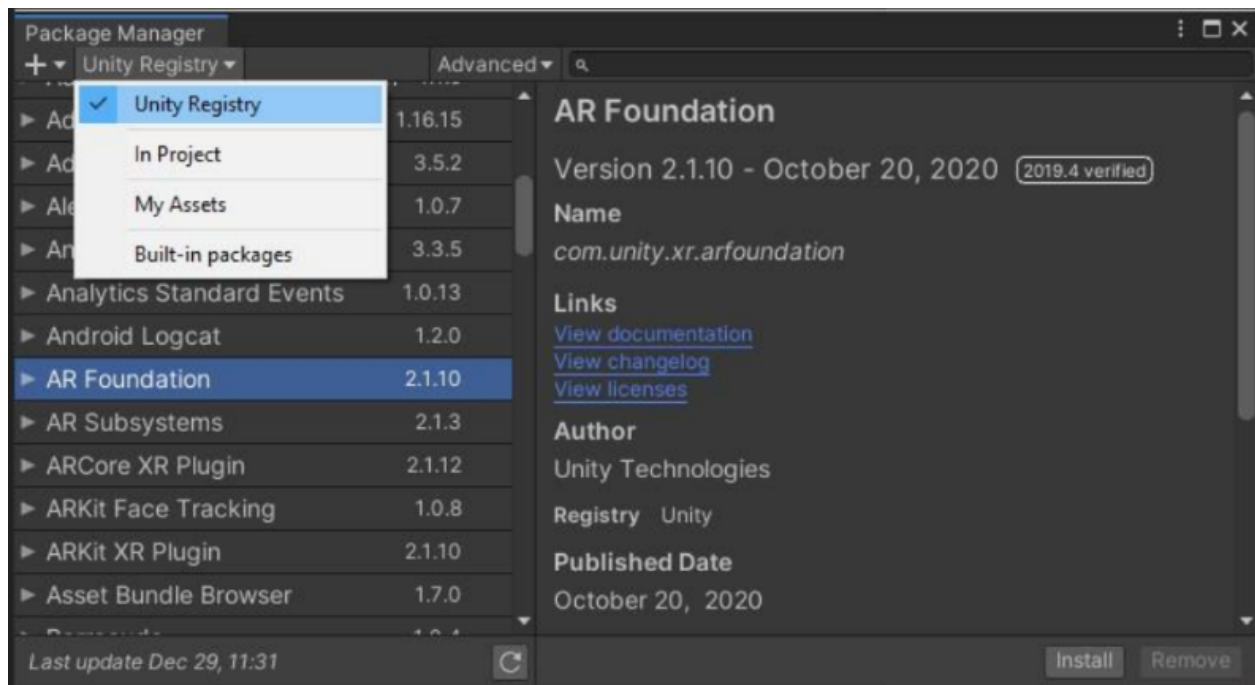 Package Manager
Unity Registry Advanced
Unity Registry
In Project
My Assets
Built-in packages
Ad 1.16.15
Ad 3.5.2
Ale 1.0.7
An 3.3.5
Analytics Standard Events 1.0.13
Android Logcat 1.2.0
AR Foundation 2.1.10
AR Subsystems 2.1.3
ARCore XR Plugin 2.1.12
ARKit Face Tracking 1.0.8
ARKit XR Plugin 2.1.10
Asset Bundle Browser 1.7.0
Last update Dec 29, 11:31
AR Foundation
Version 2.1.10 - October 20, 2020 2019.4 verified
Name
com.unity.xr.arfoundation
Links
View documentation
View changelog
View licenses
Author
Unity Technologies
Registry Unity
Published Date
October 20, 2020
Install Remove